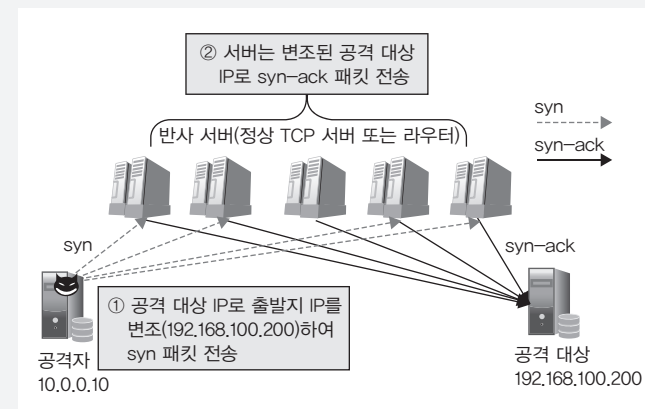 ② 서버는 변조된 공격 대상
IP로 syn-ack 패킷 전송
syn
syn-ack
반사 서버(정상 TCP 서버 또는 라우터)
syn
syn-ack
① 공격 대상 IP로 출발지 IP를
변조(192.168.100.200)하여
syn 패킷 전송
공격자
10.0.0.10
공격 대상
192.168.100.200